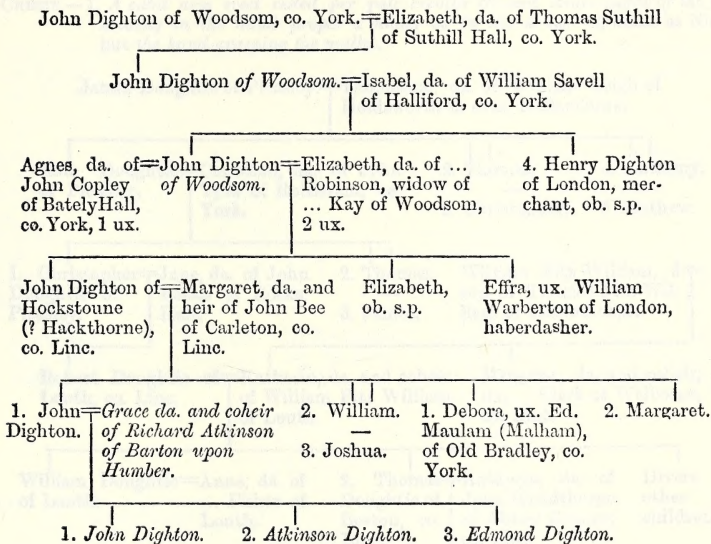 John Dighton of Woodsom, co. York.=Elizabeth, da. of Thomas Suthill
of Suthill Hall, co. York.
John Dighton of Woodsom.=Isabel, da. of William Savell
of Halliford, co. York.
Agnes, da. of=John Dighton=Elizabeth, da. of ...
John Copley
of BatelyHall,
co. York, 1 ux.
of Woodsom.
Robinson, widow of
... Kay of Woodsom,
2 ux.
4. Henry Dighton
of London, mer-
chant, ob. s.p.
John Dighton of=Margaret, da. and
Hockstoune
(? Hackthorne),
co. Linc.
heir of John Bee
of Carleton, co.
Linc.
Elizabeth,
ob. s.p.
Effra, ux. William
Warberton of London,
haberdasher.
1. John=Grace da. and coheir
Dighton.
of Richard Atkinson
of Barton upon
Humber.
2. William.
—
3. Joshua.
1. Debora, ux. Ed.
Maulam (Malham),
of Old Bradley, co.
York.
2. Margaret.
1. John Dighton.
2. Atkinson Dighton.
3. Edmond Dighton.